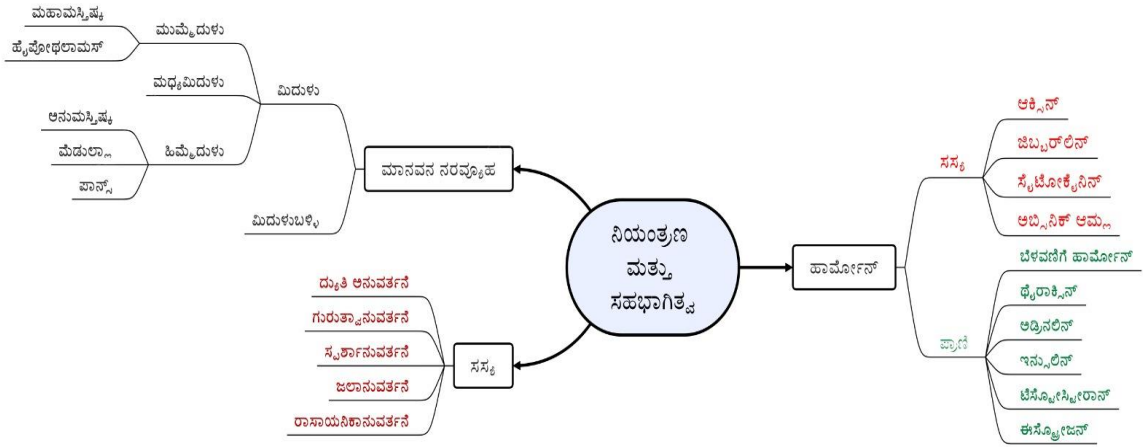 ಮಹಾಮಸ್ತಿಷ್ಕ
ಹೈಪೋಥಲಾಮಸ್
ಮುಮ್ಮೆದುಳು
ಮಧ್ಯಮಿದುಳು
ಅನುಮಸ್ತಿಷ್ಕ
ಮೆಡುಲ್ಲಾ
ಪಾನ್ಸ್
ಹಿಮ್ಮೆದುಳು
ಮಿದುಳು
ಮಿದುಳುಬಳ್ಳಿ
ಮಾನವನ ನರವ್ಯೂಹ
ದ್ಯುತಿ ಅನುವರ್ತನೆ
ಗುರುತ್ವಾನುವರ್ತನೆ
ಸ್ಪರ್ಶಾನುವರ್ತನೆ
ಜಲಾನುವರ್ತನೆ
ರಾಸಾಯನಿಕಾನುವರ್ತನೆ
ಸಸ್ಯ
ನಿಯಂತ್ರಣ
ಮತ್ತು
ಸಹಭಾಗಿತ್ವ
ಹಾರ್ಮೋನ್
ಸಸ್ಯ
ಆಕ್ಸಿನ್
ಜಿಬ್ಬರ್‌ಲಿನ್
ಸೈಟೋಕೈನಿನ್
ಅಬ್ಸಿನಿಕ್ ಆಮ್ಲ
ಪ್ರಾಣಿ
ಬೆಳವಣಿಗೆ ಹಾರ್ಮೋನ್
ಥೈರಾಕ್ಸಿನ್
ಅಡ್ರಿನಲಿನ್
ಇನ್ಸುಲಿನ್
ಟೆಸ್ಟೋಸ್ಟೀರಾನ್
ಈಸ್ಟ್ರೋಜನ್